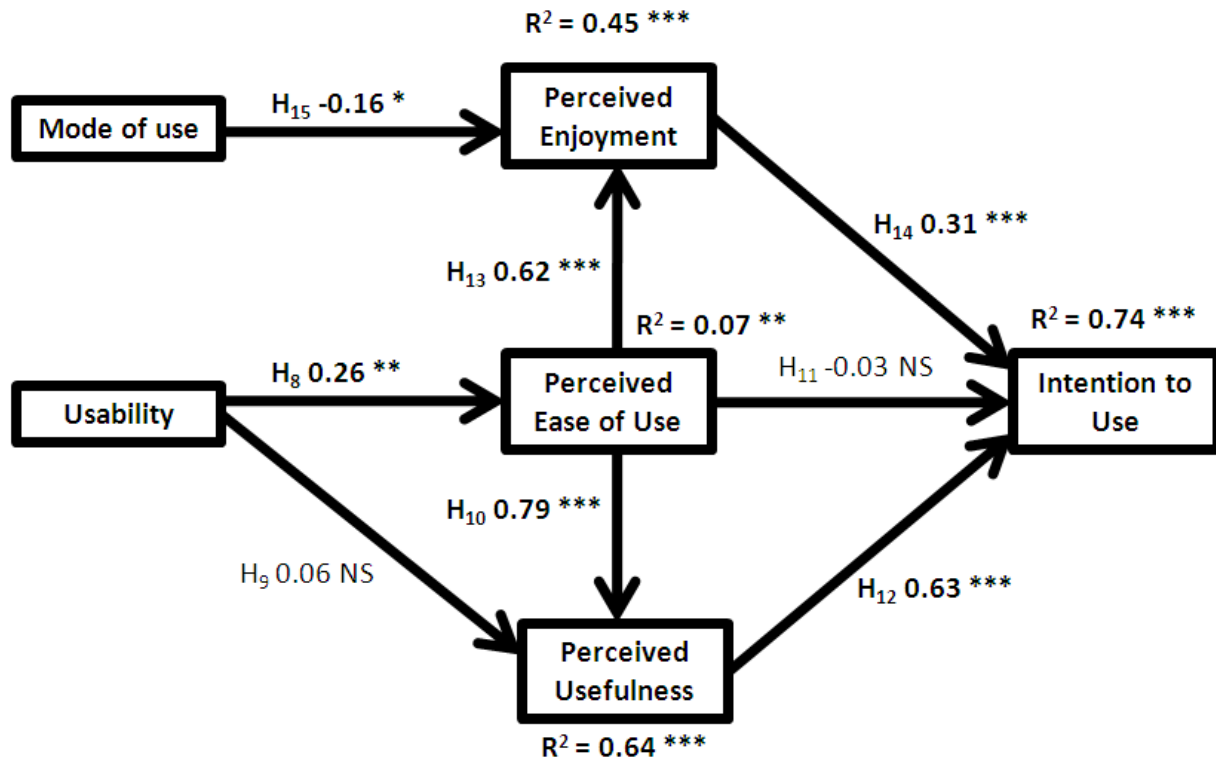 R² = 0.45 ***
Mode of use
H₁₅ -0.16 *
Perceived
Enjoyment
H₁₄ 0.31 ***
H₁₃ 0.62 ***
R² = 0.07 **
R² = 0.74 ***
Usability
H₈ 0.26 **
Perceived
Ease of Use
H₁₁ -0.03 NS
Intention to
Use
H₁₀ 0.79 ***
H₉ 0.06 NS
H₁₂ 0.63 ***
Perceived
Usefulness
R² = 0.64 ***